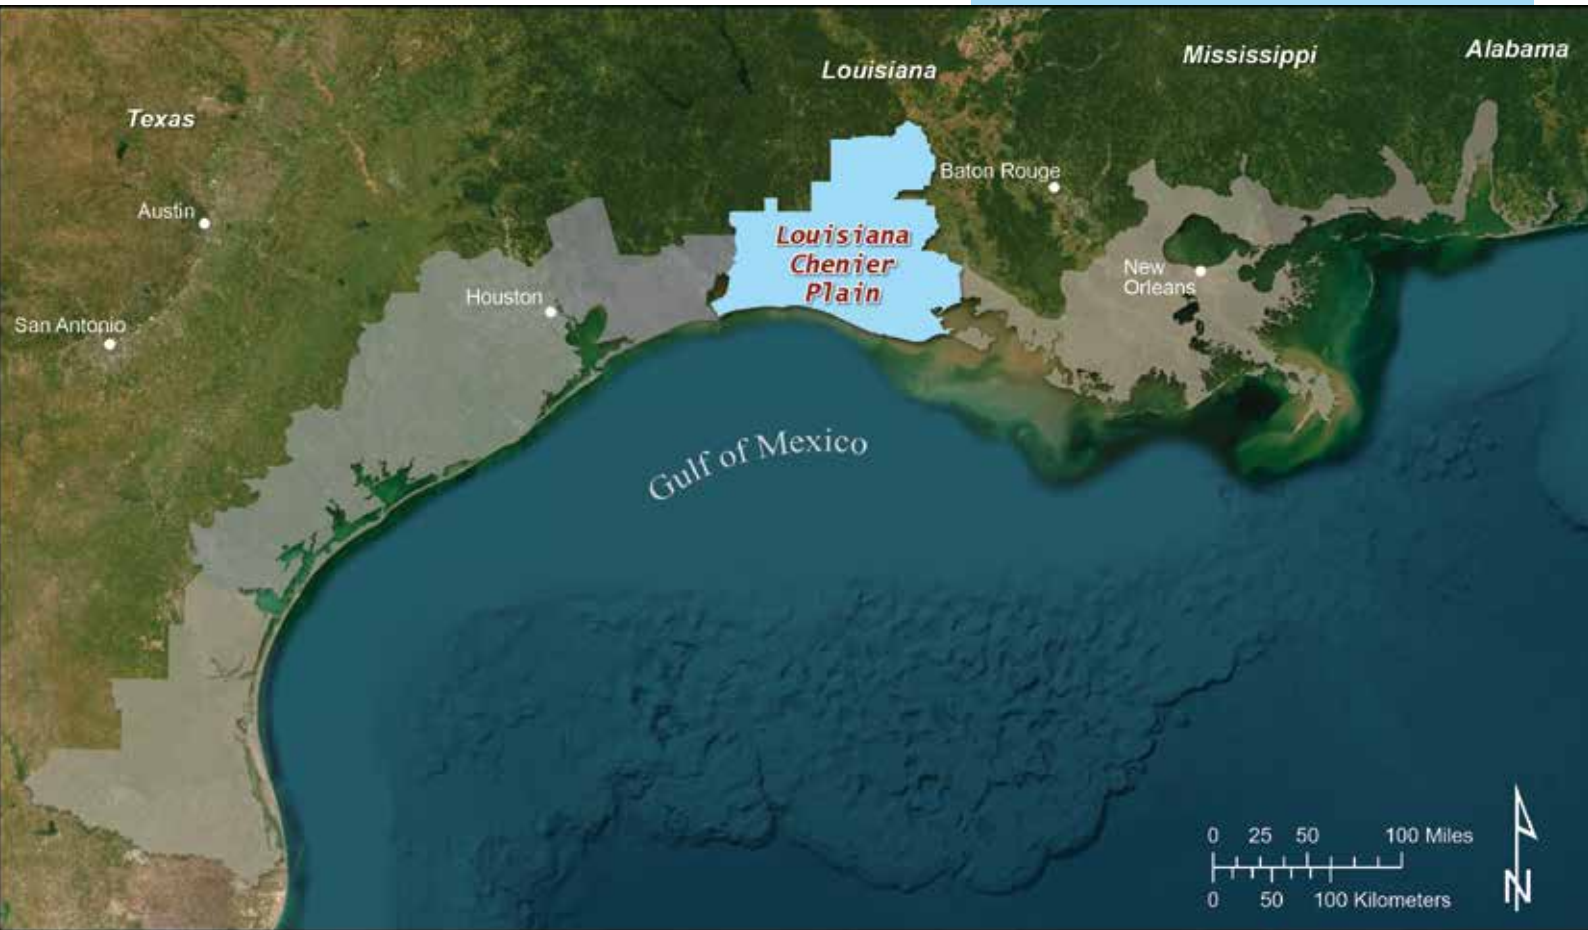 Louisiana
Mississippi
Alabama
Texas
Baton Rouge
Austin
Louisiana
Chenier
Plain
New
Orleans
Houston
San Antonio
Gulf of Mexico
0 25 50 100 Miles
0 50 100 Kilometers
N